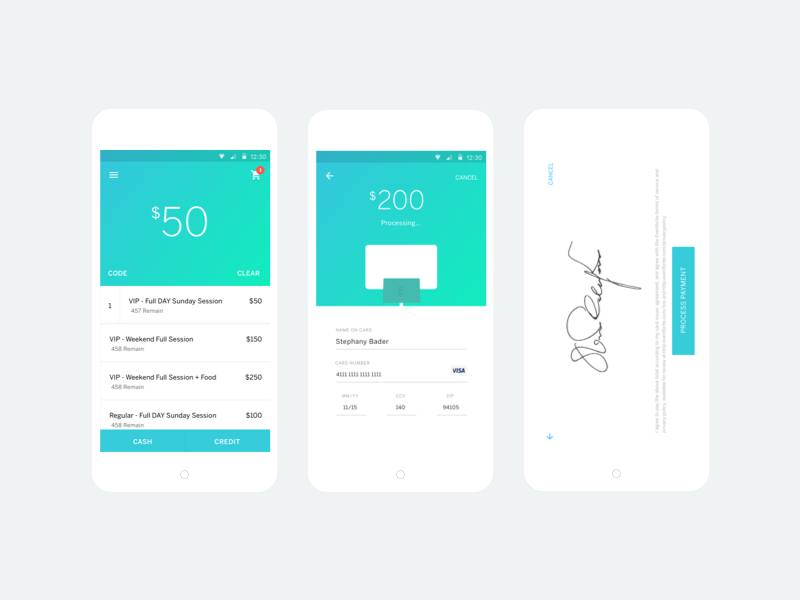 12:30
1
$50
CODE
CLEAR
1
VIP - Full DAY Sunday Session
$50
457 Remain
VIP - Weekend Full Session
$150
458 Remain
VIP - Weekend Full Session + Food
$250
458 Remain
Regular - Full DAY Sunday Session
$100
458 Remain
CASH
CREDIT
12:30
CANCEL
$200
Processing...
NAME ON CARD
Stephany Bader
CARD NUMBER
4111 1111 1111 1111
VISA
MM/YY
CCV
ZIP
11/15
140
94105
CANCEL
PROCESS PAYMENT